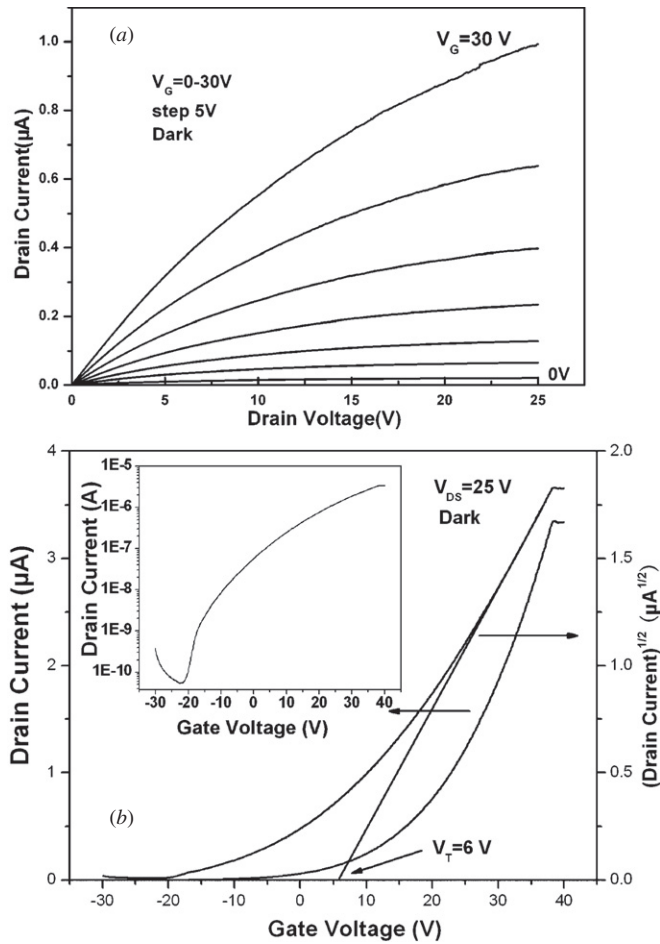 (a)
V_G=30 V
V_G=0-30V
step 5V
Dark
0V
Drain Current(μA)
1.0
0.8
0.6
0.4
0.2
0.0
0 5 10 15 20 25
Drain Voltage(V)
(b)
V_DS=25 V
Dark
V_T=6 V
Drain Current (μA)
4
3
2
1
0
-30 -20 -10 0 10 20 30 40
Gate Voltage (V)
(Drain Current)^1/2 (μA^1/2)
2.0
1.5
1.0
0.5
0.0
Drain Current (A)
1E-5
1E-6
1E-7
1E-8
1E-9
1E-10
-30 -20 -10 0 10 20 30 40
Gate Voltage (V)